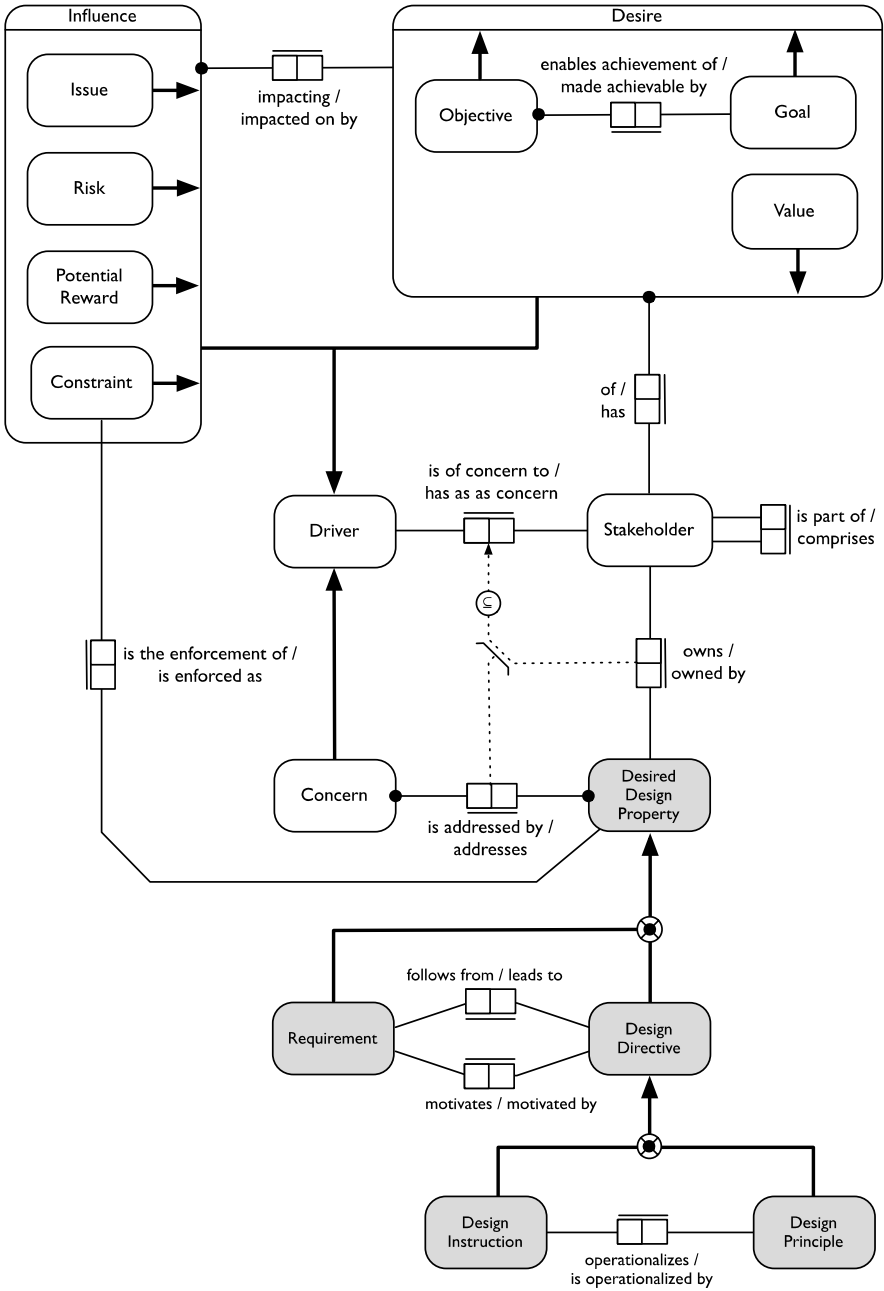 Influence
Desire
Issue
Risk
Potential
Reward
Constraint
impacting /
impacted on by
enables achievement of /
made achievable by
Objective
Goal
Value
of /
has
is of concern to /
has as as concern
Driver
Stakeholder
is part of /
comprises
⊆
is the enforcement of /
is enforced as
owns /
owned by
Concern
Desired
Design
Property
is addressed by /
addresses
follows from / leads to
Requirement
Design
Directive
motivates / motivated by
Design
Instruction
Design
Principle
operationalizes /
is operationalized by